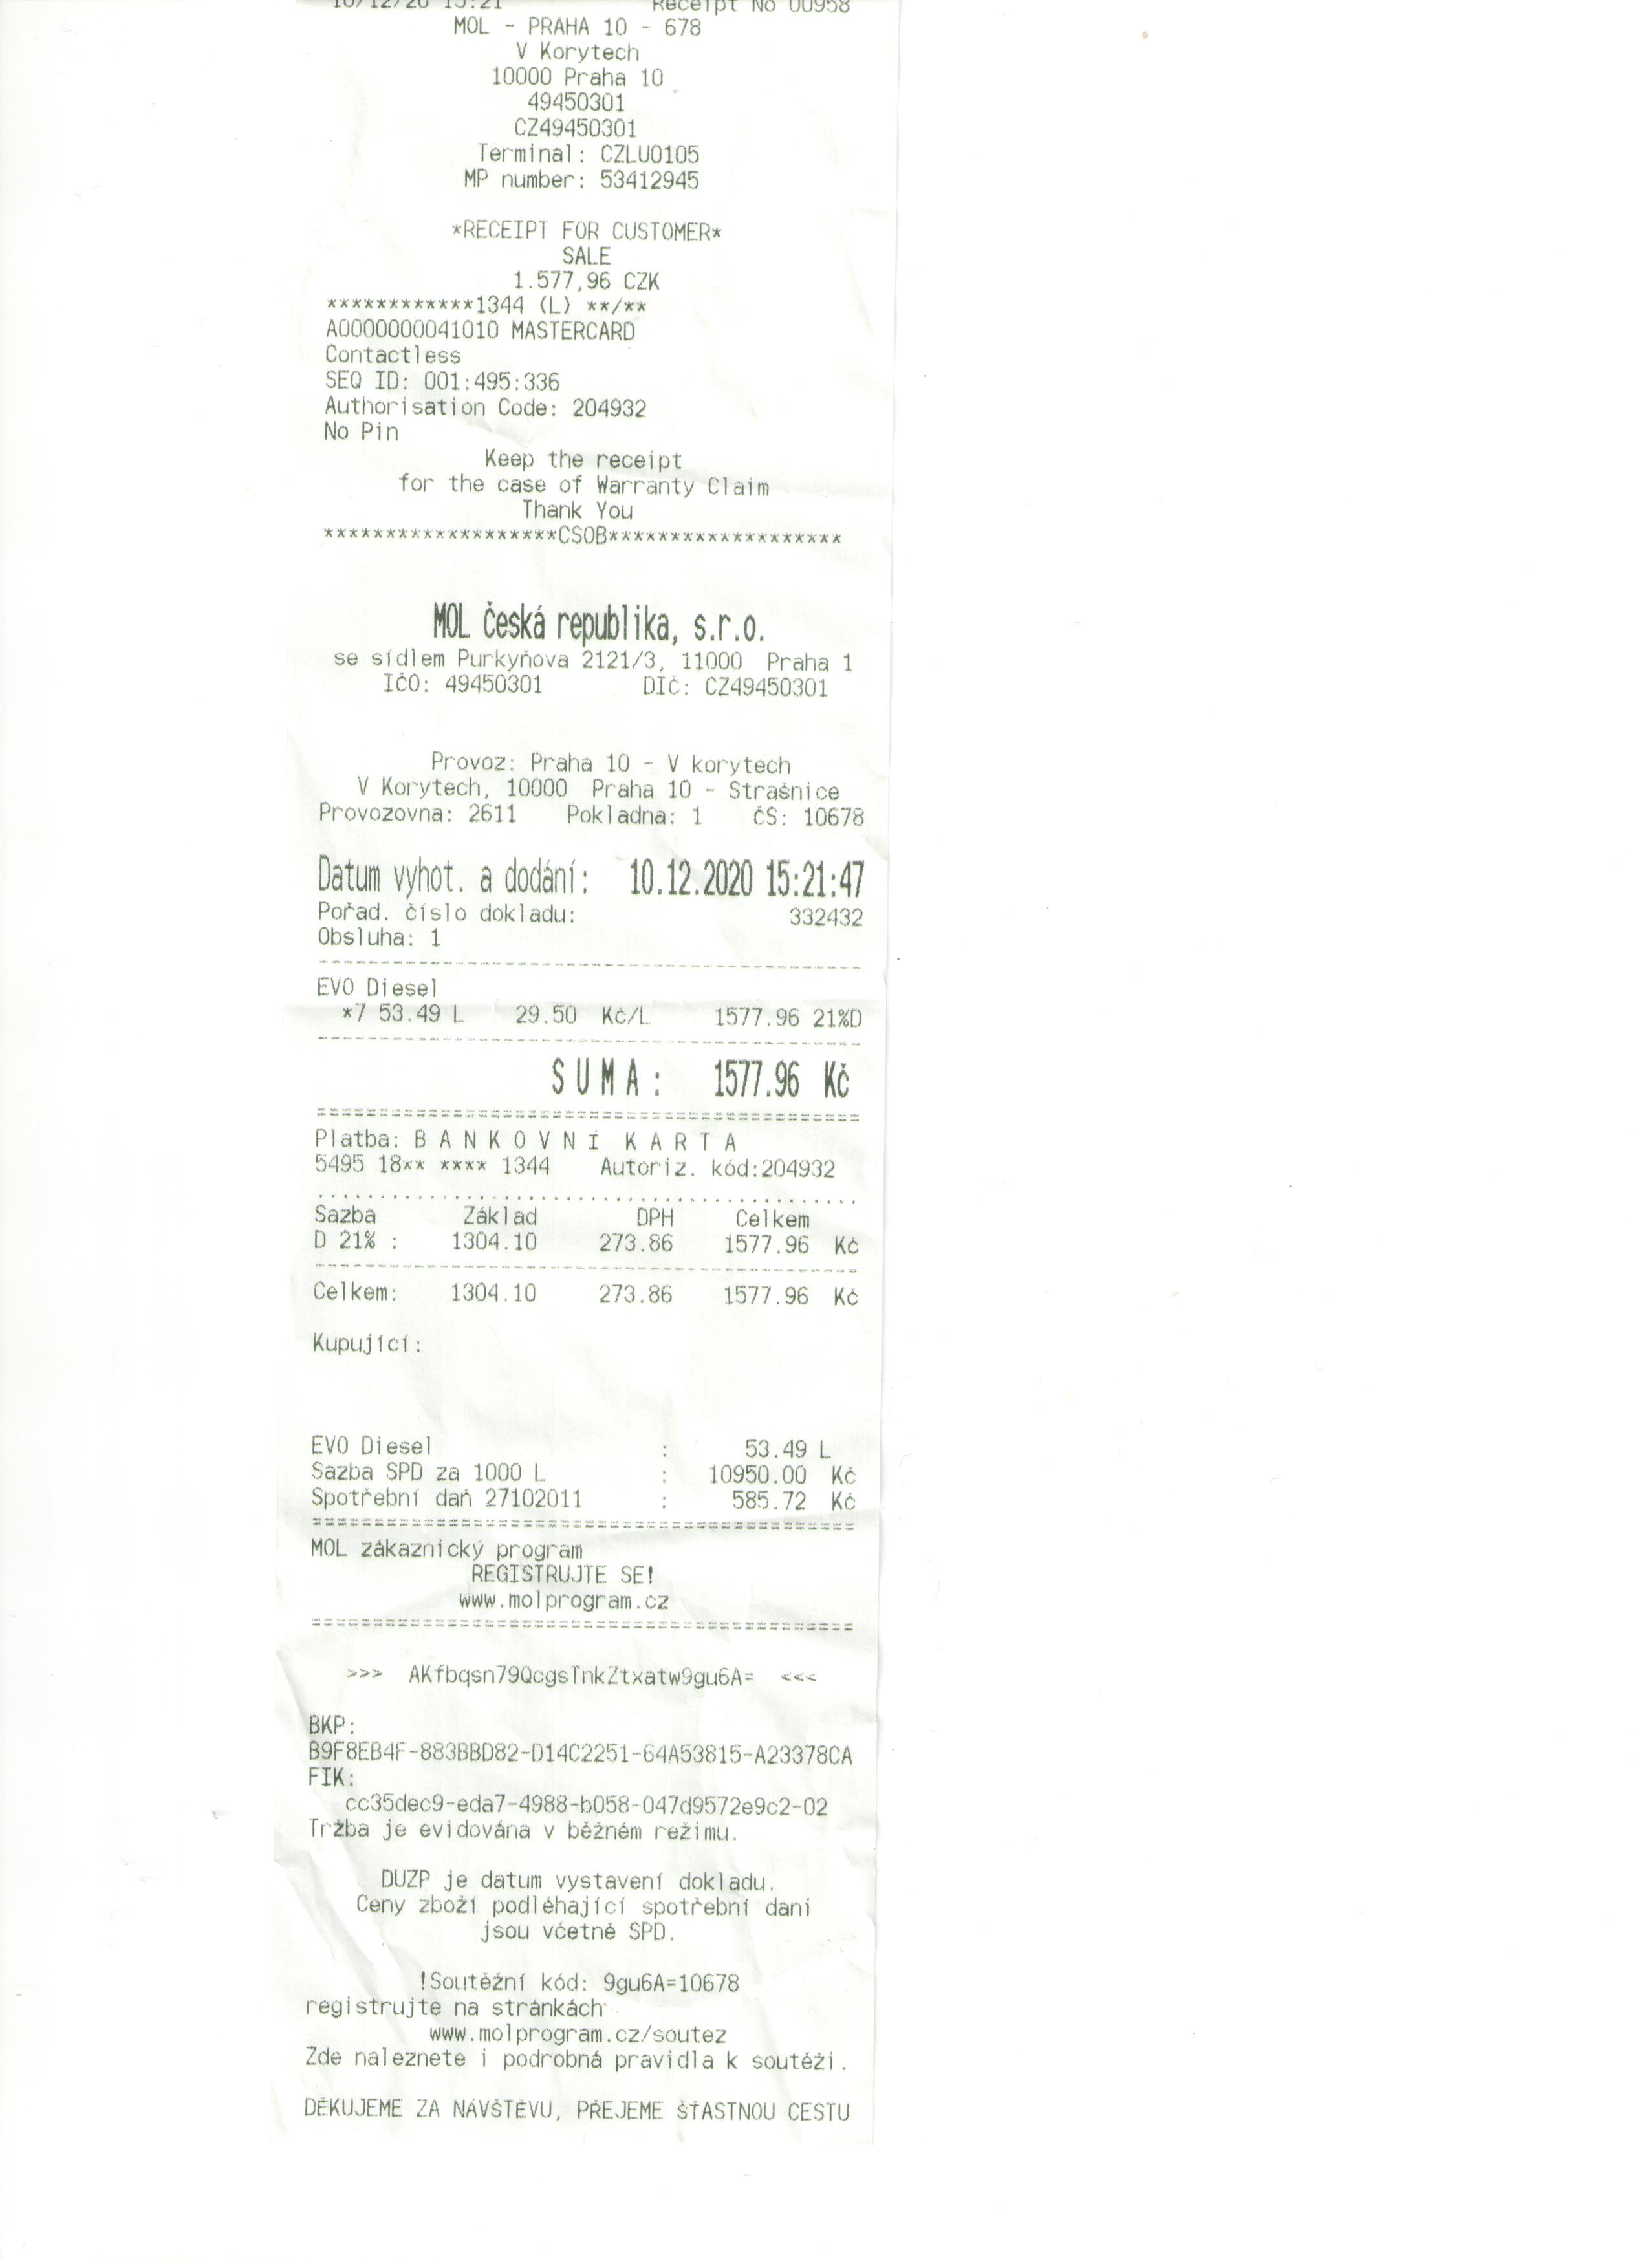 10/12/20 15:21 Receipt No 00958
MOL - PRAHA 10 - 678
V Korytech
10000 Praha 10
49450301
CZ49450301
Terminal: CZLU0105
MP number: 53412945
*RECEIPT FOR CUSTOMER*
SALE
1.577,96 CZK
************1344 (L) **/**
A0000000041010 MASTERCARD
Contactless
SEQ ID: 001:495:336
Authorisation Code: 204932
No Pin
Keep the receipt
for the case of Warranty Claim
Thank You
*******************CSOB*******************
MOL Česká republika, s.r.o.
se sídlem Purkyňova 2121/3, 11000 Praha 1
IČO: 49450301 DIČ: CZ49450301
Provoz: Praha 10 - V korytech
V Korytech, 10000 Praha 10 - Strašnice
Provozovna: 2611 Pokladna: 1 ČS: 10678
Datum vyhot. a dodání: 10.12.2020 15:21:47
Pořad. číslo dokladu: 332432
Obsluha: 1
EVO Diesel
*7 53.49 L 29.50 Kč/L 1577.96 21%D
S U M A : 1577.96 Kč
Platba: B A N K O V N Í K A R T A
5495 18** **** 1344 Autoriz. kód:204932
Sazba Základ DPH Celkem
D 21% : 1304.10 273.86 1577.96 Kč
Celkem: 1304.10 273.86 1577.96 Kč
Kupující:
EVO Diesel : 53.49 L
Sazba SPD za 1000 L : 10950.00 Kč
Spotřební daň 27102011 : 585.72 Kč
MOL zákaznický program
REGISTRUJTE SE!
www.molprogram.cz
>>> AKfbqsn79QcgsTnkZtxatw9gu6A= <<<
BKP:
B9F8EB4F-883BBD82-D14C2251-64A53815-A23378CA
FIK:
cc35dec9-eda7-4988-b058-047d9572e9c2-02
Tržba je evidována v běžném režimu.
DUZP je datum vystavení dokladu.
Ceny zboží podléhající spotřební dani
jsou včetně SPD.
!Soutěžní kód: 9gu6A=10678
registrujte na stránkách
www.molprogram.cz/soutez
Zde naleznete i podrobná pravidla k soutěži.
DĚKUJEME ZA NÁVŠTĚVU, PŘEJEME ŠŤASTNOU CESTU